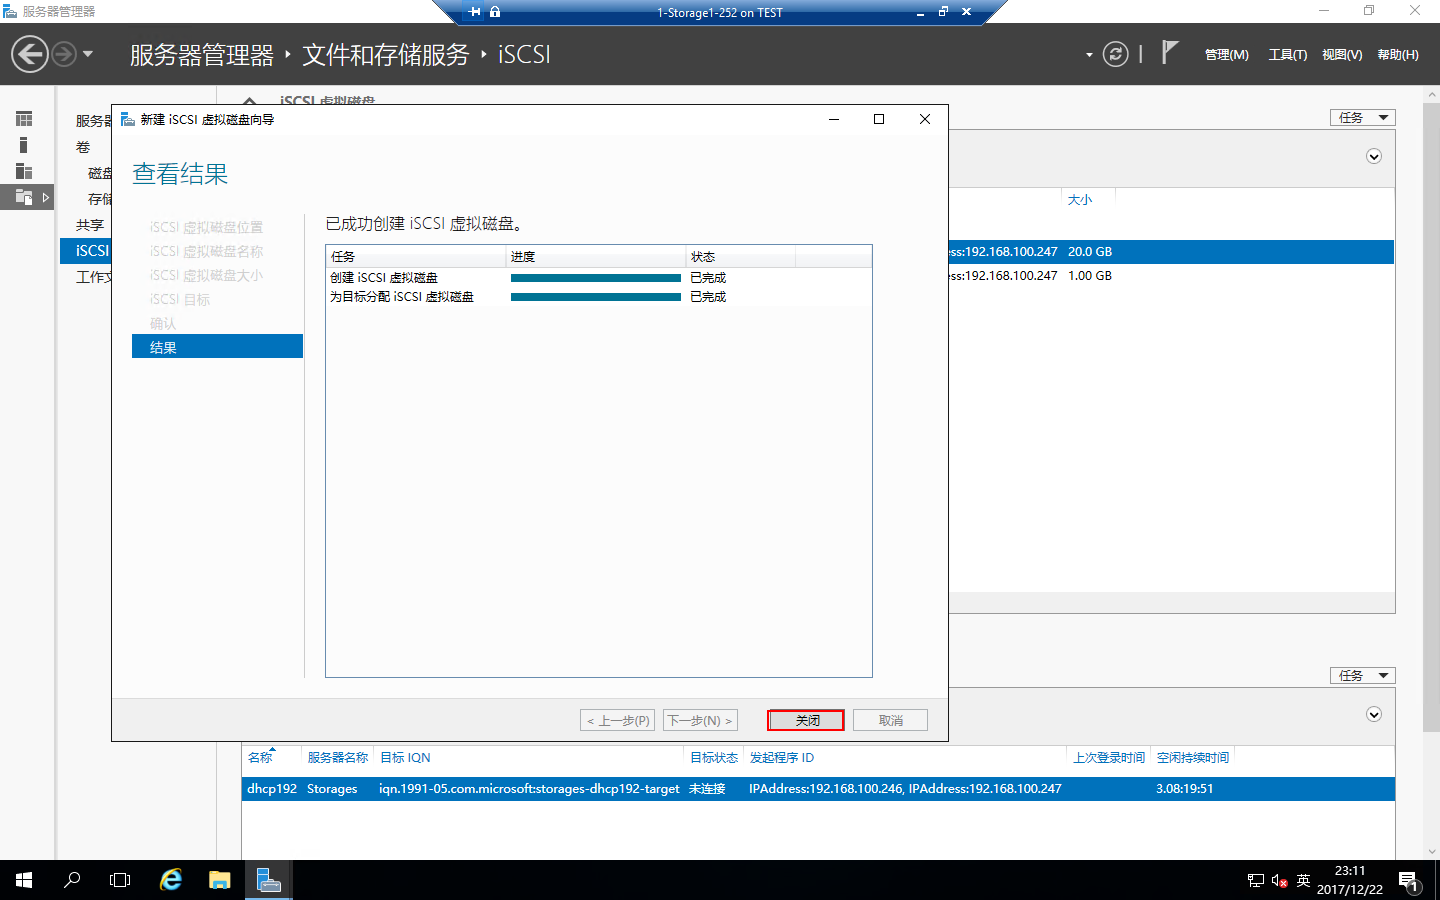 服务器管理器
1-Storage1-252 on TEST
服务器管理器 ‣ 文件和存储服务 ‣ iSCSI
管理(M) 工具(T) 视图(V) 帮助(H)
服务器
卷
磁盘
存储
共享
iSCSI
工作文
iSCSI 虚拟磁盘
任务
大小
ess:192.168.100.247 20.0 GB
ess:192.168.100.247 1.00 GB
新建 iSCSI 虚拟磁盘向导
查看结果
iSCSI 虚拟磁盘位置
iSCSI 虚拟磁盘名称
iSCSI 虚拟磁盘大小
iSCSI 目标
确认
结果
已成功创建 iSCSI 虚拟磁盘。
任务 进度 状态
创建 iSCSI 虚拟磁盘 已完成
为目标分配 iSCSI 虚拟磁盘 已完成
< 上一步(P) 下一步(N) > 关闭 取消
任务
名称 服务器名称 目标 IQN 目标状态 发起程序 ID 上次登录时间 空闲持续时间
dhcp192 Storages iqn.1991-05.com.microsoft:storages-dhcp192-target 未连接 IPAddress:192.168.100.246, IPAddress:192.168.100.247 3.08:19:51
英
23:11
2017/12/22
1